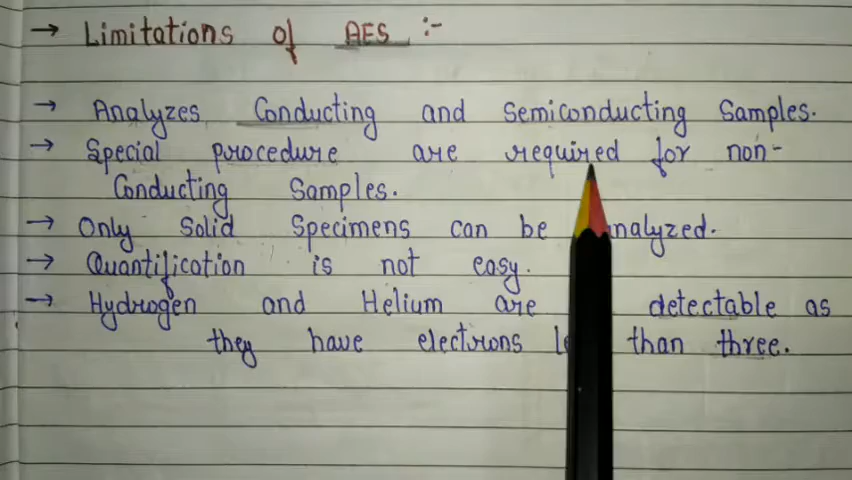 → Limitations of AES :-
→ Analyzes Conducting and Semiconducting Samples.
→ Special procedure are required for non-
Conducting Samples.
→ Only Solid Specimens can be nalyzed.
→ Quantification is not easy.
→ Hydrogen and Helium are detectable as
they have electrons than three.